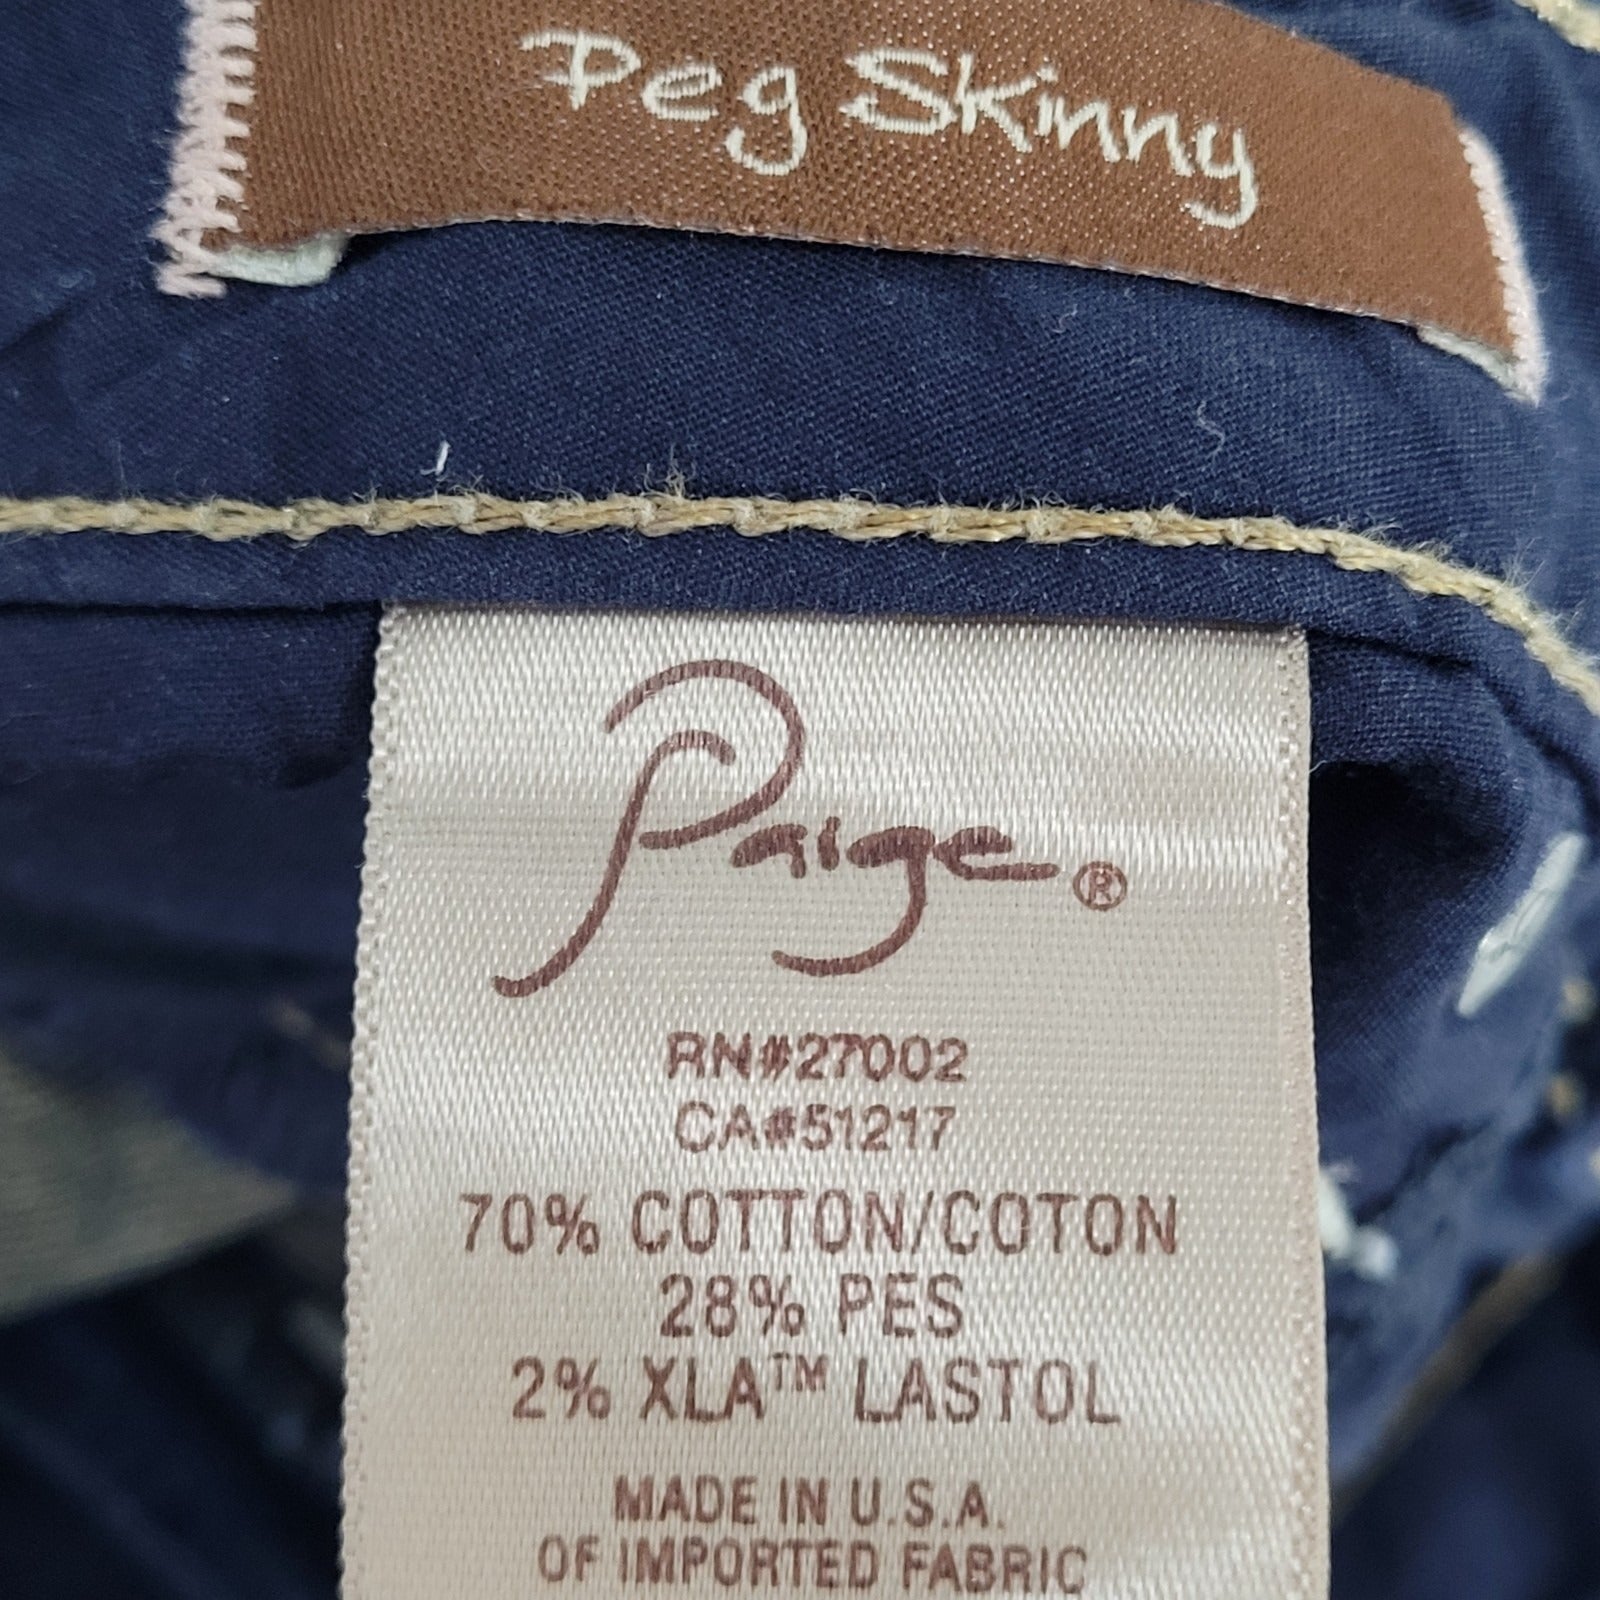 Peg Skinny
Paige®
RN#27002
CA#51217
70% COTTON/COTON
28% PES
2% XLA™ LASTOL
MADE IN U.S.A.
OF IMPORTED FABRIC